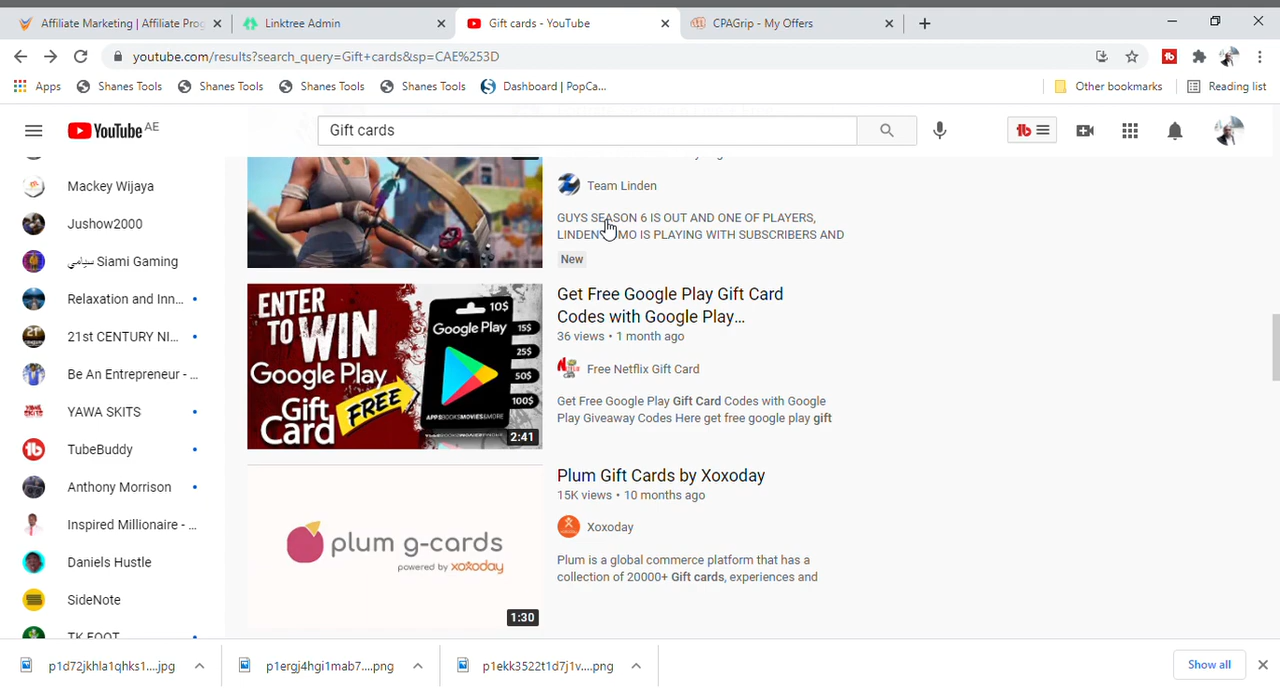 Affiliate Marketing | Affiliate Prog
Linktree Admin
Gift cards - YouTube
CPAGrip - My Offers
youtube.com/results?search_query=Gift+cards&sp=CAE%253D
Apps
Shanes Tools
Shanes Tools
Shanes Tools
Shanes Tools
Dashboard | PopCa...
Other bookmarks
Reading list
YouTube AE
Gift cards
Mackey Wijaya
Jushow2000
سيامي Siami Gaming
Relaxation and Inn...
21st CENTURY NI...
Be An Entrepreneur - ...
YAWA SKITS
TubeBuddy
Anthony Morrison
Inspired Millionaire - ...
Daniels Hustle
SideNote
TK FOOT
Team Linden
GUYS SEASON 6 IS OUT AND ONE OF PLAYERS,
IS PLAYING WITH SUBSCRIBERS AND
New
ENTER
TO WIN
Google Play
Gift
Card
FREE
Google Play
10$
15$
25$
50$
100$
APPS BOOKS MOVIES & MORE
2:41
Get Free Google Play Gift Card
Codes with Google Play...
36 views • 1 month ago
Free Netflix Gift Card
Get Free Google Play Gift Card Codes with Google
Play Giveaway Codes Here get free google play gift
plum g-cards
powered by xoxoday
1:30
Plum Gift Cards by Xoxoday
15K views • 10 months ago
Xoxoday
Plum is a global commerce platform that has a
collection of 20000+ Gift cards, experiences and
p1d72jkhla1qhks1....jpg
p1ergj4hgi1mab7....png
p1ekk3522t1d7j1v....png
Show all